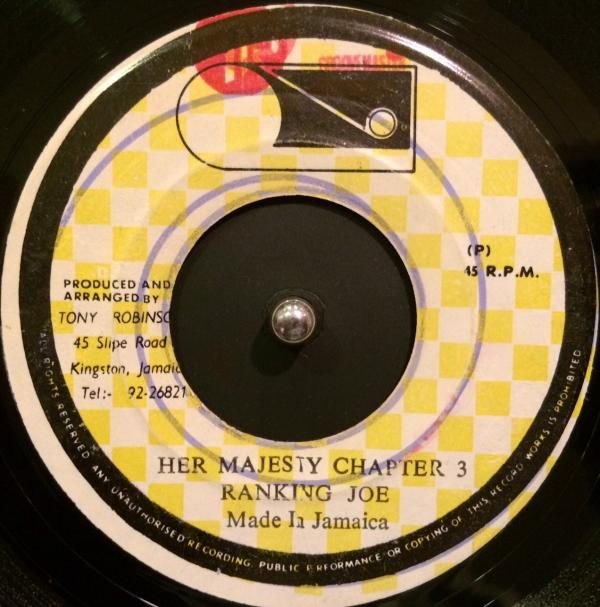 (P)
45 R.P.M.
PRODUCED AND
ARRANGED BY
TONY ROBINSO
45 Slipe Road
Kingston, Jamaic
Tel:- 92-26821
HER MAJESTY CHAPTER 3
RANKING JOE
Made In Jamaica
ALL RIGHTS RESERVED ANY UNAUTHORISED RECORDING, PUBLIC PERFORMANCE OR COPYING OF THIS RECORD WORKS IS PROHIBITED